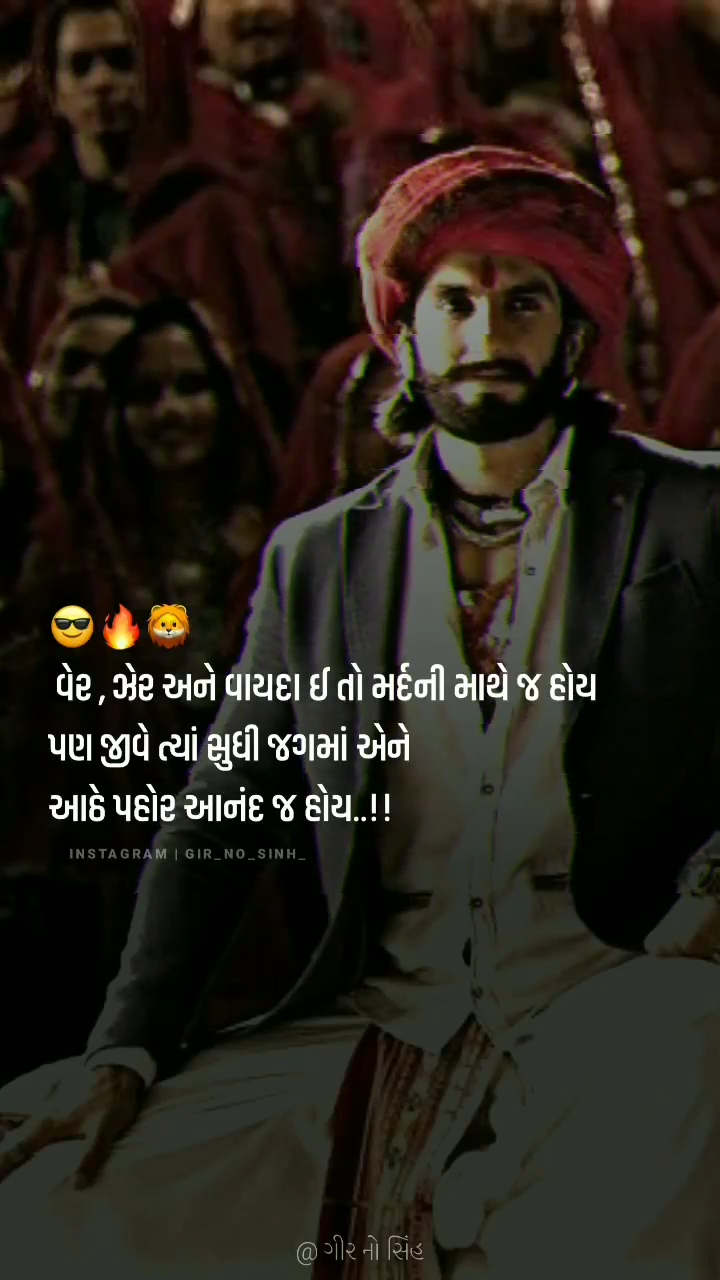 😎🔥🦁
વેર , ઝેર અને વાયદા ઈ તો મર્દની માથે જ હોય
પણ જીવે ત્યાં સુધી જગમાં એને
આઠે પહોર આનંદ જ હોય..!!
INSTAGRAM | GIR_NO_SINH_
@ ગીર નો સિંહ